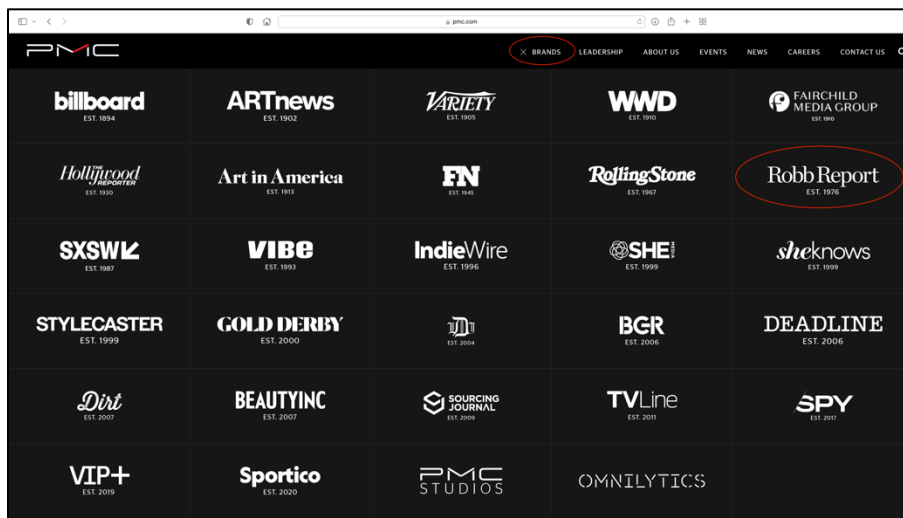 pmc.com
PMC
× BRANDS LEADERSHIP ABOUT US EVENTS NEWS CAREERS CONTACT US
billboard
EST. 1894
ARTnews
EST. 1902
VARIETY
EST. 1905
WWD
EST. 1910
FAIRCHILD
MEDIA GROUP
EST. 1910
THE
Hollywood
REPORTER
EST. 1930
Art in America
EST. 1913
FN
EST. 1945
RollingStone
EST. 1967
Robb Report
EST. 1976
SXSW
EST. 1987
VIBE
EST. 1993
IndieWire
EST. 1996
SHE
MEDIA
EST. 1999
sheknows
EST. 1999
STYLECASTER
EST. 1999
GOLD DERBY
EST. 2000
D
EST. 2004
BGR
EST. 2006
DEADLINE
EST. 2006
Dirt
EST. 2007
BEAUTYINC
EST. 2007
SOURCING
JOURNAL
EST. 2009
TVLine
EST. 2011
SPY
EST. 2017
VIP+
EST. 2019
Sportico
EST. 2020
PMC
STUDIOS
OMNILYTICS